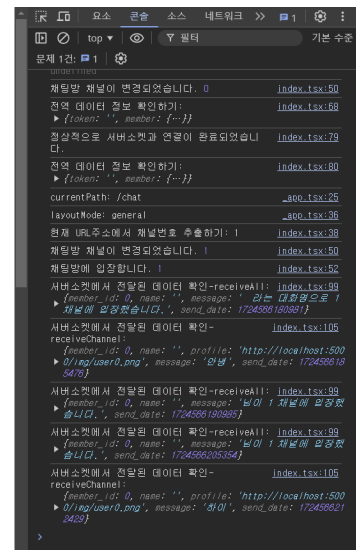 요소 콘솔 소스 네트워크 1
top 필터 기본 수준
문제 1건: 1
undefined
채팅방 채널이 변경되었습니다. 0 index.tsx:50
전역 데이터 정보 확인하기: index.tsx:68
{token: '', member: {…}}
정상적으로 서버소켓과 연결이 완료되었습니 index.tsx:79
다.
전역 데이터 정보 확인하기: index.tsx:80
{token: '', member: {…}}
currentPath: /chat _app.tsx:25
layoutMode: general _app.tsx:36
현재 URL주소에서 채널번호 추출하기: 1 index.tsx:38
채팅방 채널이 변경되었습니다. 1 index.tsx:50
채팅방에 입장합니다. 1 index.tsx:52
서버소켓에서 전달된 데이터 확인-receiveAll: index.tsx:99
{member_id: 0, name: '', message: ' 라는 대화명으로 1
채널에 입장했습니다.', send_date: 1724566180981}
서버소켓에서 전달된 데이터 확인- index.tsx:105
receiveChannel:
{member_id: 0, name: '', profile: 'http://localhost:500
0/img/user0.png', message: '안녕', send_date: 172456618
5476}
서버소켓에서 전달된 데이터 확인-receiveAll: index.tsx:99
{member_id: 0, name: '', message: '님이 1 채널에 입장했
습니다.', send_date: 1724566190985}
서버소켓에서 전달된 데이터 확인-receiveAll: index.tsx:99
{member_id: 0, name: '', message: '님이 1 채널에 입장했
습니다.', send_date: 1724566205354}
서버소켓에서 전달된 데이터 확인- index.tsx:105
receiveChannel:
{member_id: 0, name: '', profile: 'http://localhost:500
0/img/user0.png', message: '하이', send_date: 172456621
2429}